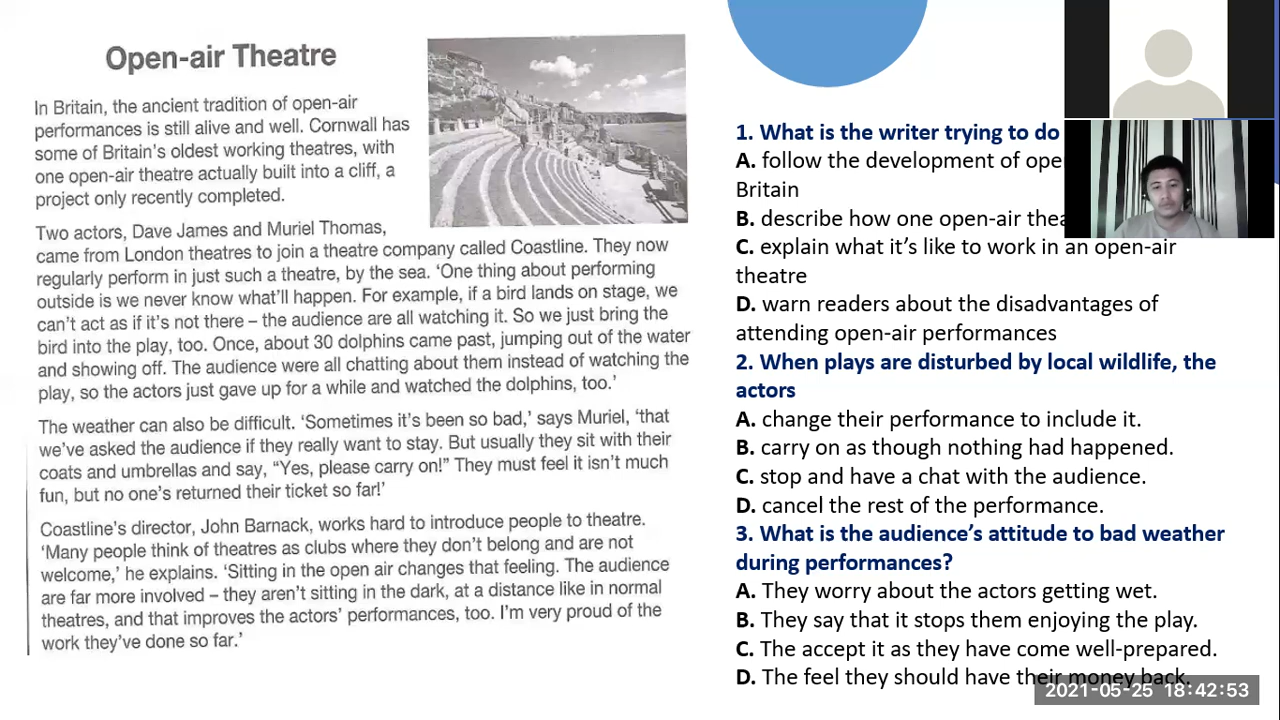 Open-air Theatre
In Britain, the ancient tradition of open-air
performances is still alive and well. Cornwall has
some of Britain's oldest working theatres, with
one open-air theatre actually built into a cliff, a
project only recently completed.
Two actors, Dave James and Muriel Thomas,
came from London theatres to join a theatre company called Coastline. They now
regularly perform in just such a theatre, by the sea. 'One thing about performing
outside is we never know what'll happen. For example, if a bird lands on stage, we
can't act as if it's not there – the audience are all watching it. So we just bring the
bird into the play, too. Once, about 30 dolphins came past, jumping out of the water
and showing off. The audience were all chatting about them instead of watching the
play, so the actors just gave up for a while and watched the dolphins, too.'
The weather can also be difficult. 'Sometimes it's been so bad,' says Muriel, 'that
we've asked the audience if they really want to stay. But usually they sit with their
coats and umbrellas and say, "Yes, please carry on!" They must feel it isn't much
fun, but no one's returned their ticket so far!'
Coastline's director, John Barnack, works hard to introduce people to theatre.
'Many people think of theatres as clubs where they don't belong and are not
welcome,' he explains. 'Sitting in the open air changes that feeling. The audience
are far more involved – they aren't sitting in the dark, at a distance like in normal
theatres, and that improves the actors' performances, too. I'm very proud of the
work they've done so far.'
1. What is the writer trying to do
A. follow the development of
Britain
B. describe how one open-air
C. explain what it's like to work in an open-air
theatre
D. warn readers about the disadvantages of
attending open-air performances
2. When plays are disturbed by local wildlife, the
actors
A. change their performance to include it.
B. carry on as though nothing had happened.
C. stop and have a chat with the audience.
D. cancel the rest of the performance.
3. What is the audience's attitude to bad weather
during performances?
A. They worry about the actors getting wet.
B. They say that it stops them enjoying the play.
C. The accept it as they have come well-prepared.
D. The feel they should have their money back.
2021-05-25 18:42:53